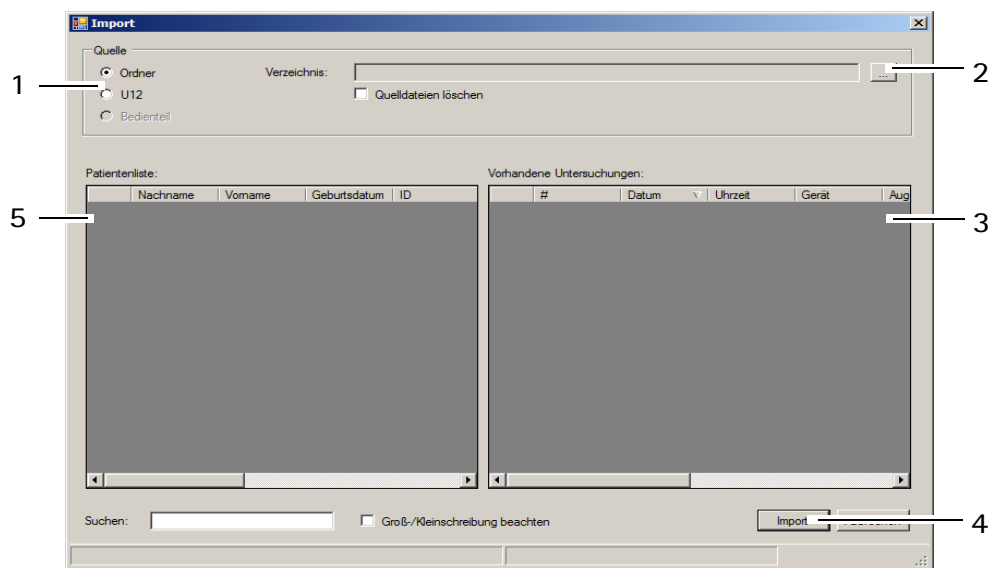 Import
Quelle
1
Ordner
Verzeichnis:
...
2
U12
Quelldateien löschen
Bedienteil
Patientenliste:
Vorhandene Untersuchungen:
Nachname Vorname Geburtsdatum ID
# Datum Uhrzeit Gerät Aug
5
3
Suchen:
Groß-/Kleinschreibung beachten
Import
4